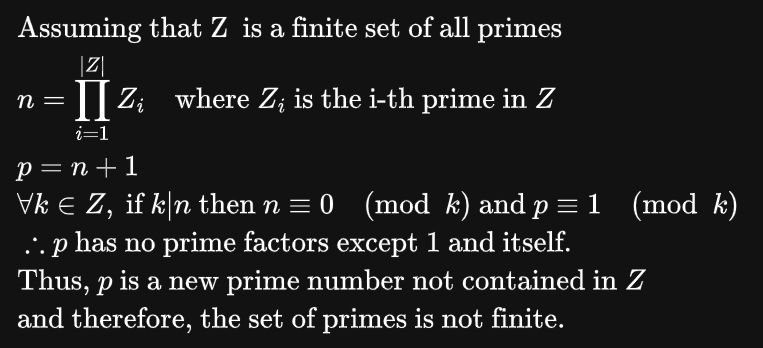 Assuming that Z is a finite set of all primes
n = ∏_{i=1}^{|Z|} Z_i where Z_i is the i-th prime in Z
p = n + 1
∀k ∈ Z, if k|n then n ≡ 0 (mod k) and p ≡ 1 (mod k)
∴ p has no prime factors except 1 and itself.
Thus, p is a new prime number not contained in Z
and therefore, the set of primes is not finite.